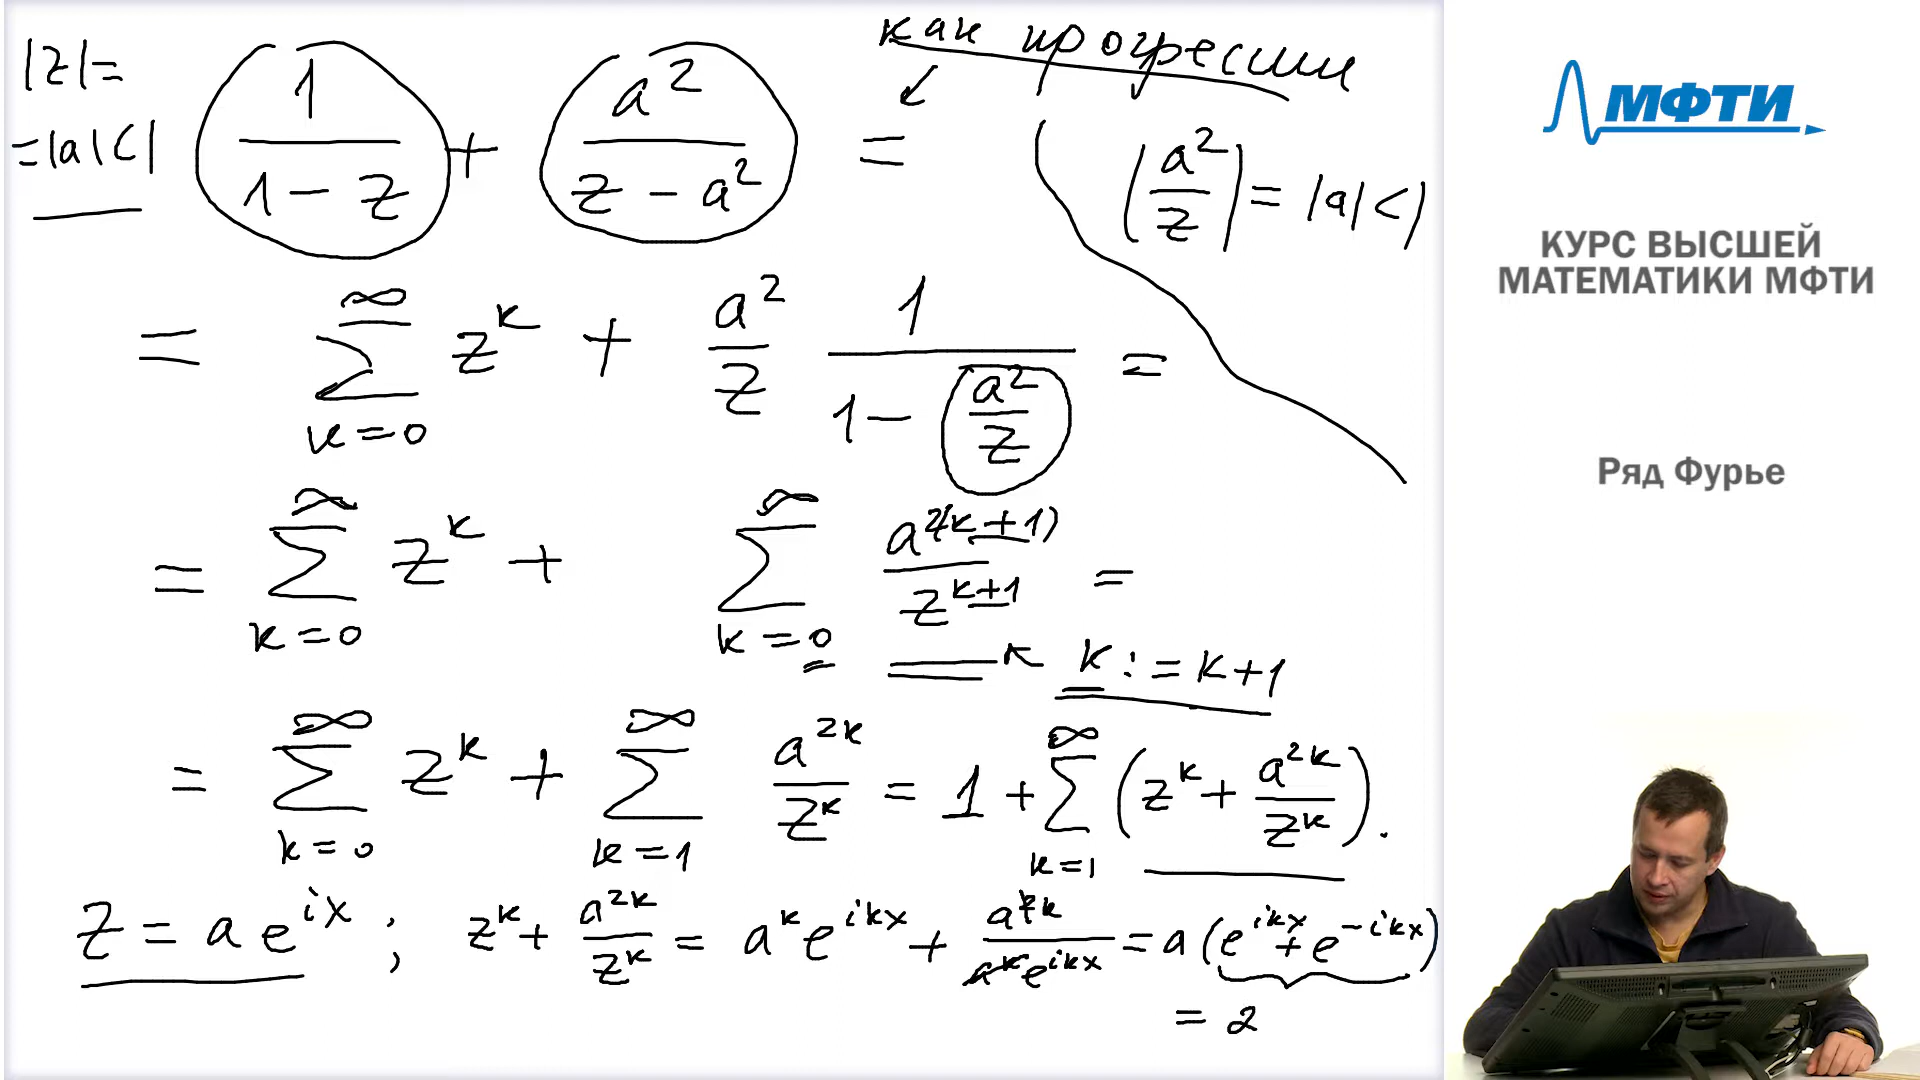 как прогрессии
|z|= =|a|<1
1/(1-z) + a²/(z-a²) =
|a²/z| = |a|<1
= ∑_{k=0}^{∞} z^k + a²/z 1/(1-a²/z) =
= ∑_{k=0}^{∞} z^k + ∑_{k=0}^{∞} a^{2(k+1)}/z^{k+1} =
k := k+1
= ∑_{k=0}^{∞} z^k + ∑_{k=1}^{∞} a^{2k}/z^k = 1 + ∑_{k=1}^{∞} (z^k + a^{2k}/z^k).
z = a e^{ix} ; z^k + a^{2k}/z^k = a^k e^{ikx} + a^{2k}/(a^k e^{ikx}) = a (e^{ikx} + e^{-ikx})
= 2
МФТИ
КУРС ВЫСШЕЙ
МАТЕМАТИКИ МФТИ
Ряд Фурье